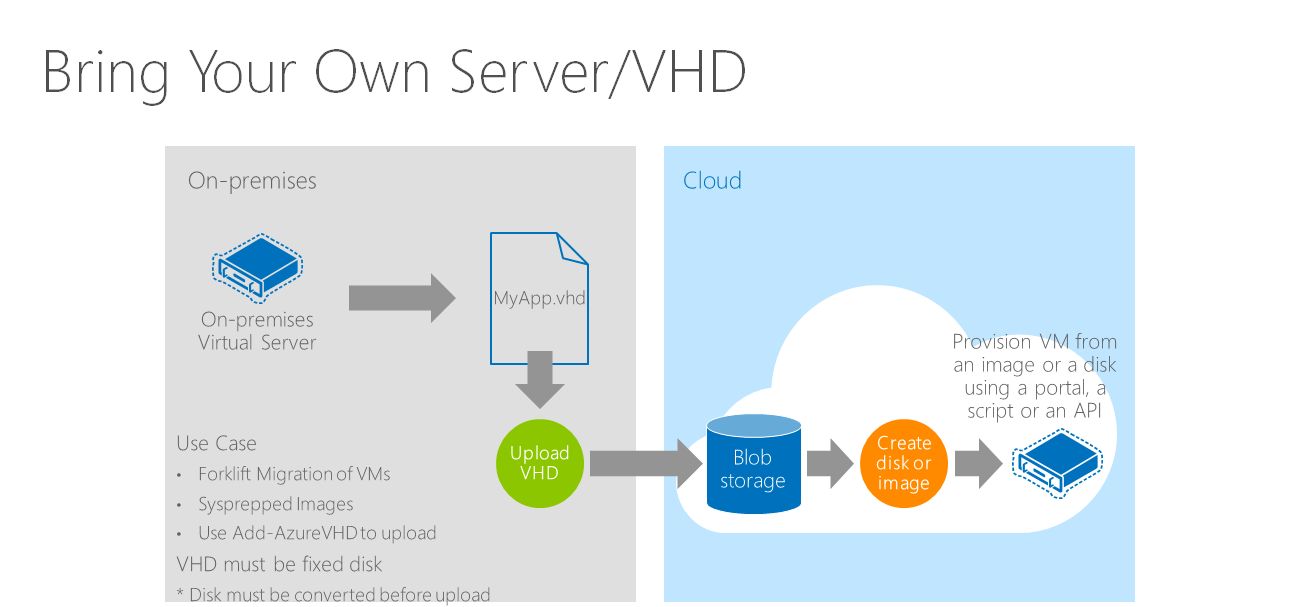 Bring Your Own Server/VHD
On-premises
On-premises
Virtual Server
MyApp.vhd
Upload
VHD
Use Case
• Forklift Migration of VMs
• Sysprepped Images
• Use Add-AzureVHD to upload
VHD must be fixed disk
* Disk must be converted before upload
Cloud
Blob
storage
Create
disk or
image
Provision VM from
an image or a disk
using a portal, a
script or an API